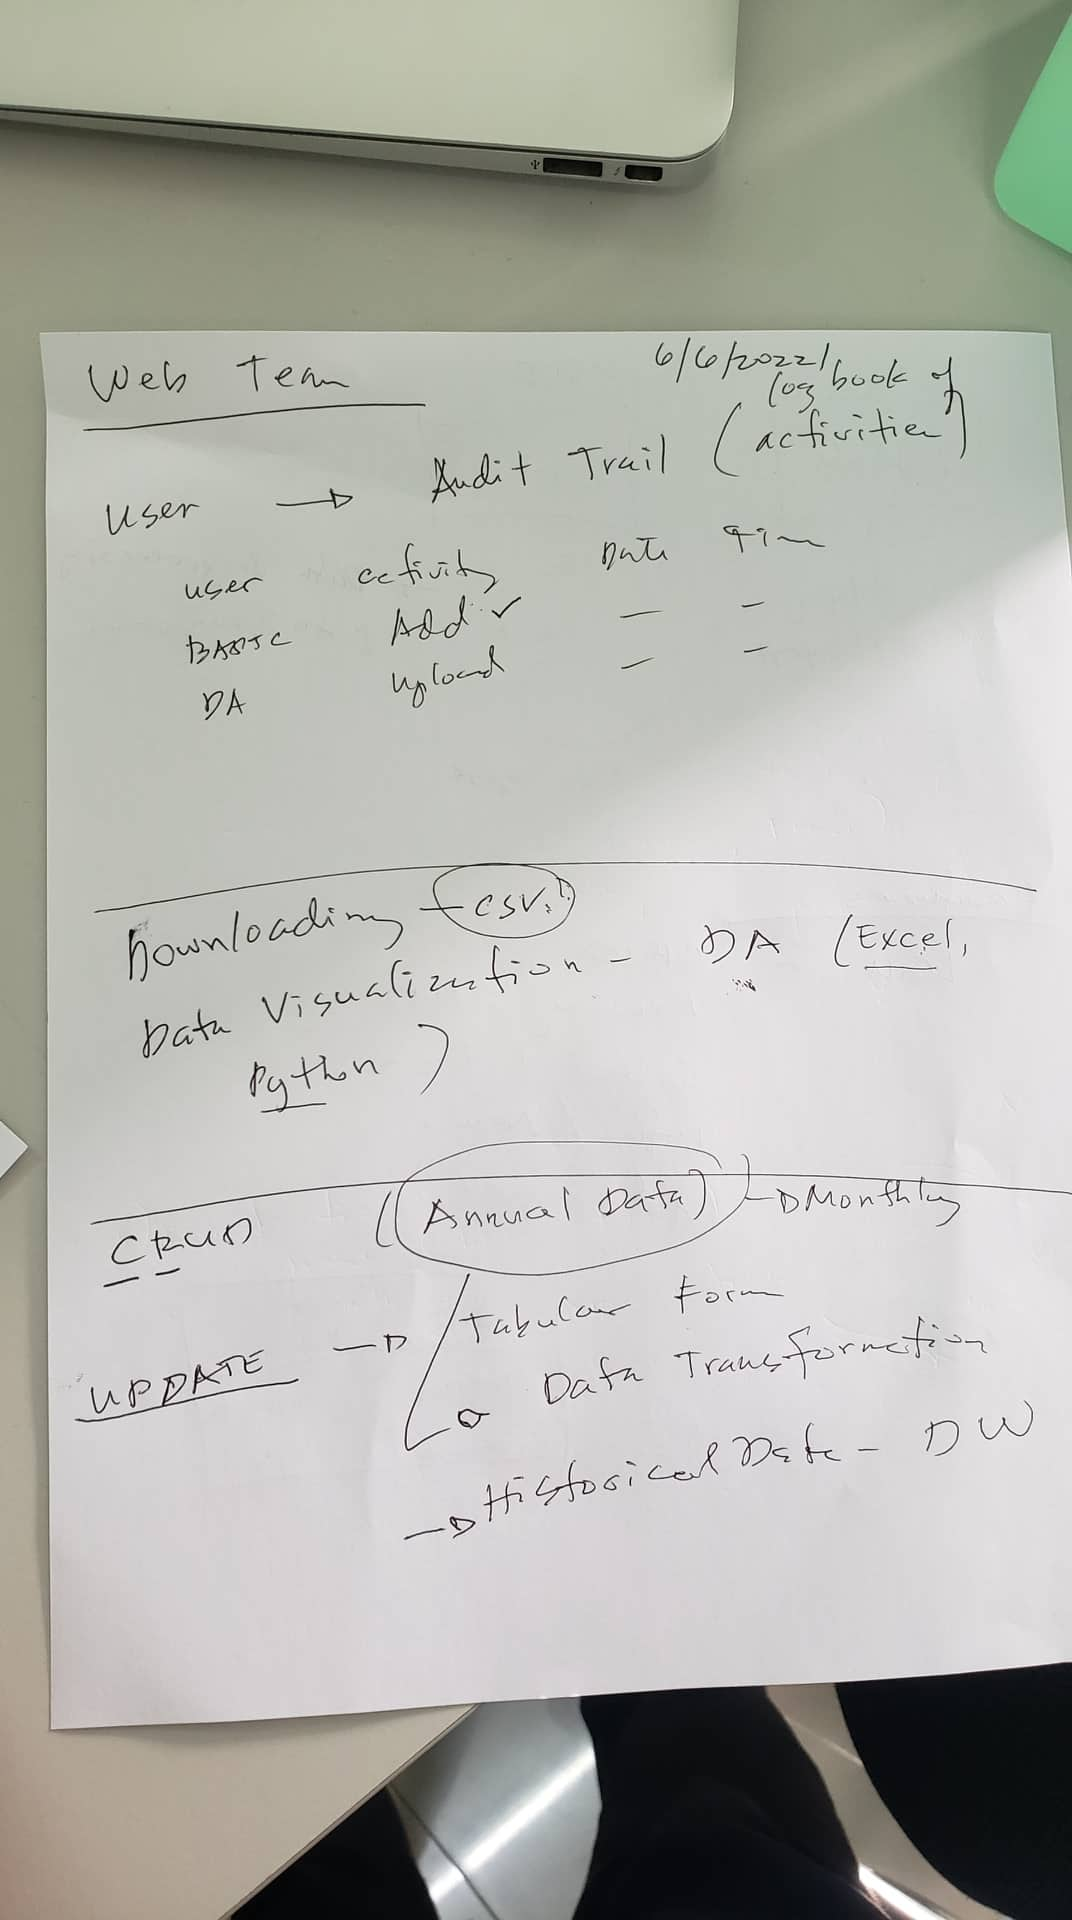 Web Team
6/6/2022
User → Audit Trail (log book of activities)
user activity Date Time
BASIC Add ✓ — —
DA Upload — —
Downloading - csv.
Data Visualization - DA (Excel,
Python)
CRUD (Annual Data) → Monthly
UPDATE → Tabular Form
Data Transformation
→ Historical Data - DW